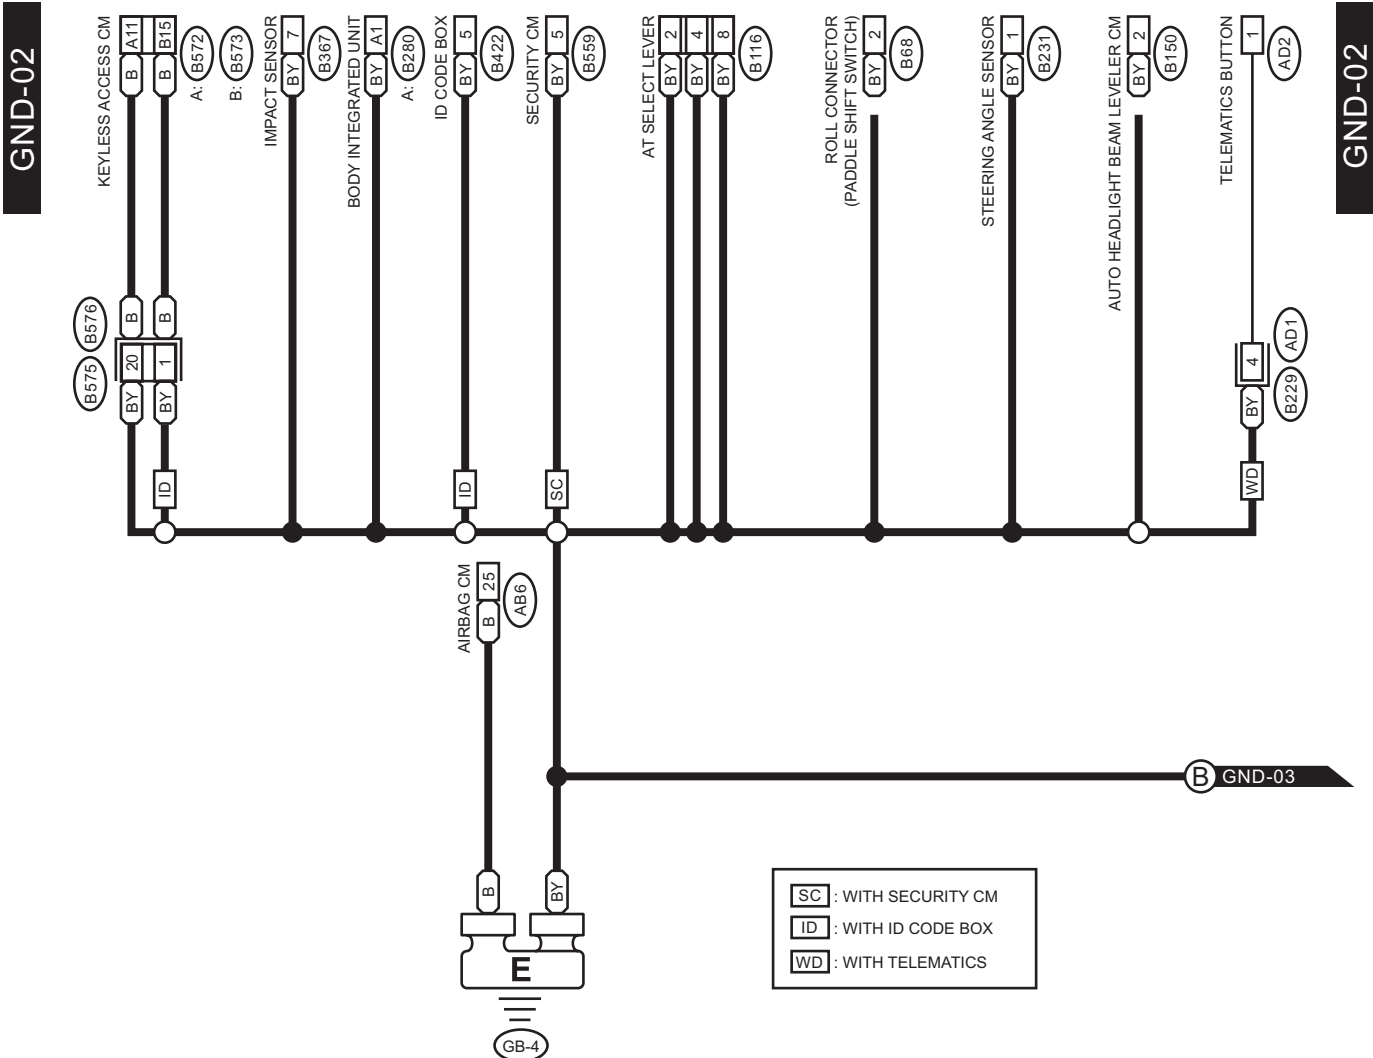 GND-02
GND-02
KEYLESS ACCESS CM
A11
B15
B
B
A: B572
B: B573
IMPACT SENSOR
7
BY
B367
BODY INTEGRATED UNIT
A1
BY
A: B280
ID CODE BOX
5
BY
B422
SECURITY CM
5
BY
B559
AT SELECT LEVER
2
4
8
BY
BY
BY
B116
ROLL CONNECTOR
(PADDLE SHIFT SWITCH)
2
BY
B68
STEERING ANGLE SENSOR
1
BY
B231
AUTO HEADLIGHT BEAM LEVELER CM
2
BY
B150
TELEMATICS BUTTON
1
AD2
B576
B
B
B575
20
1
BY
BY
4
AD1
BY
B229
ID
ID
SC
WD
AIRBAG CM
25
B
AB6
B GND-03
B
BY
E
GB-4
SC : WITH SECURITY CM
ID : WITH ID CODE BOX
WD : WITH TELEMATICS